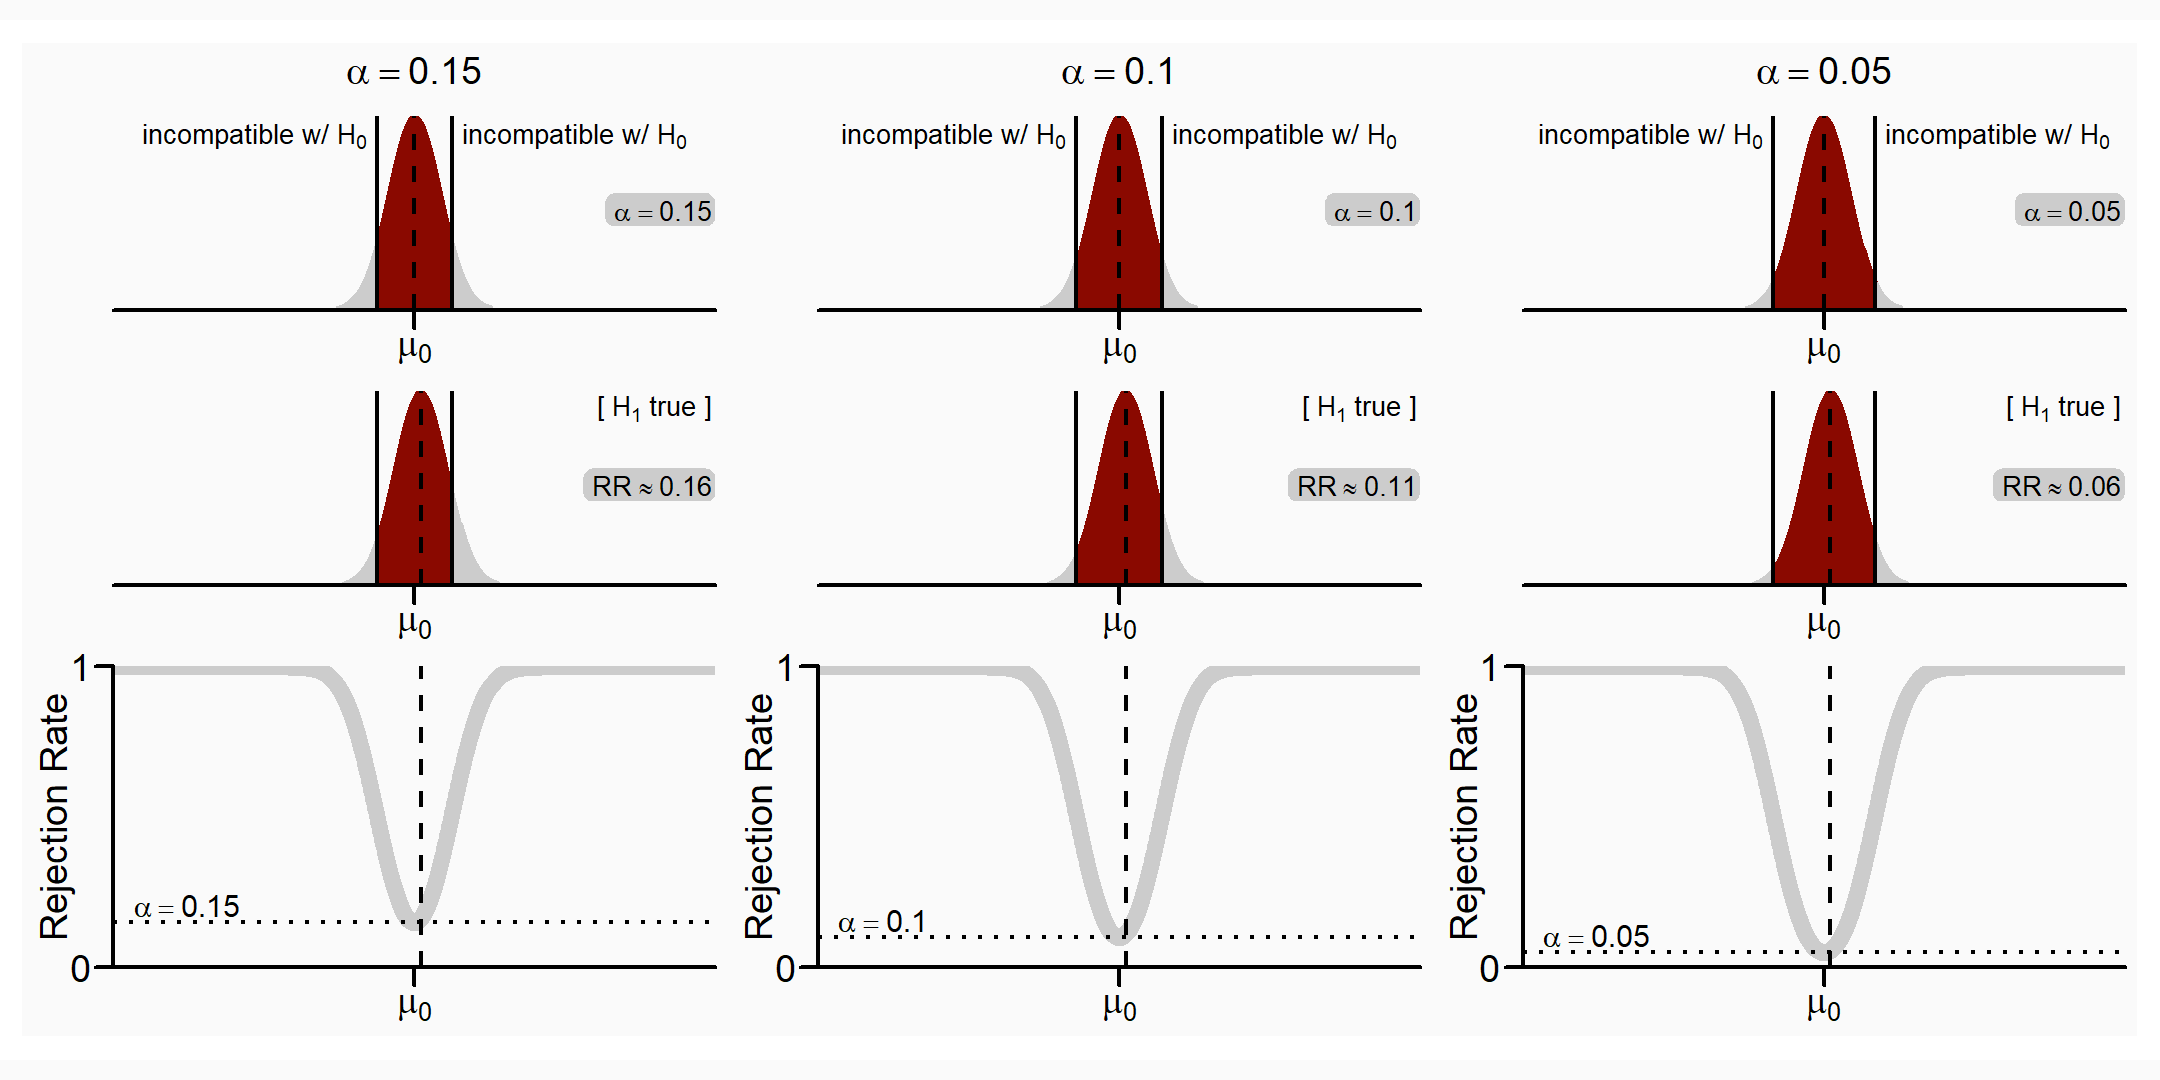 α = 0.15
α = 0.1
α = 0.05
incompatible w/ H₀
incompatible w/ H₀
incompatible w/ H₀
incompatible w/ H₀
incompatible w/ H₀
incompatible w/ H₀
α = 0.15
α = 0.1
α = 0.05
μ₀
μ₀
μ₀
[ H₁ true ]
[ H₁ true ]
[ H₁ true ]
RR ≈ 0.16
RR ≈ 0.11
RR ≈ 0.06
μ₀
μ₀
μ₀
Rejection Rate
1
α = 0.15
0
μ₀
Rejection Rate
1
α = 0.1
0
μ₀
Rejection Rate
1
α = 0.05
0
μ₀